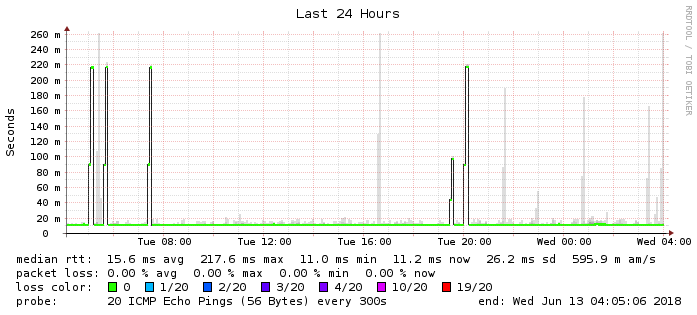 Last 24 Hours
RRDTOOL / TOBI OETIKER
Seconds
260 m
240 m
220 m
200 m
180 m
160 m
140 m
120 m
100 m
80 m
60 m
40 m
20 m
0
Tue 08:00 Tue 12:00 Tue 16:00 Tue 20:00 Wed 00:00 Wed 04:00
median rtt: 15.6 ms avg 217.6 ms max 11.0 ms min 11.2 ms now 26.2 ms sd 595.9 m am/s
packet loss: 0.00 % avg 0.00 % max 0.00 % min 0.00 % now
loss color: 0 1/20 2/20 3/20 4/20 10/20 19/20
probe: 20 ICMP Echo Pings (56 Bytes) every 300s end: Wed Jun 13 04:05:06 2018